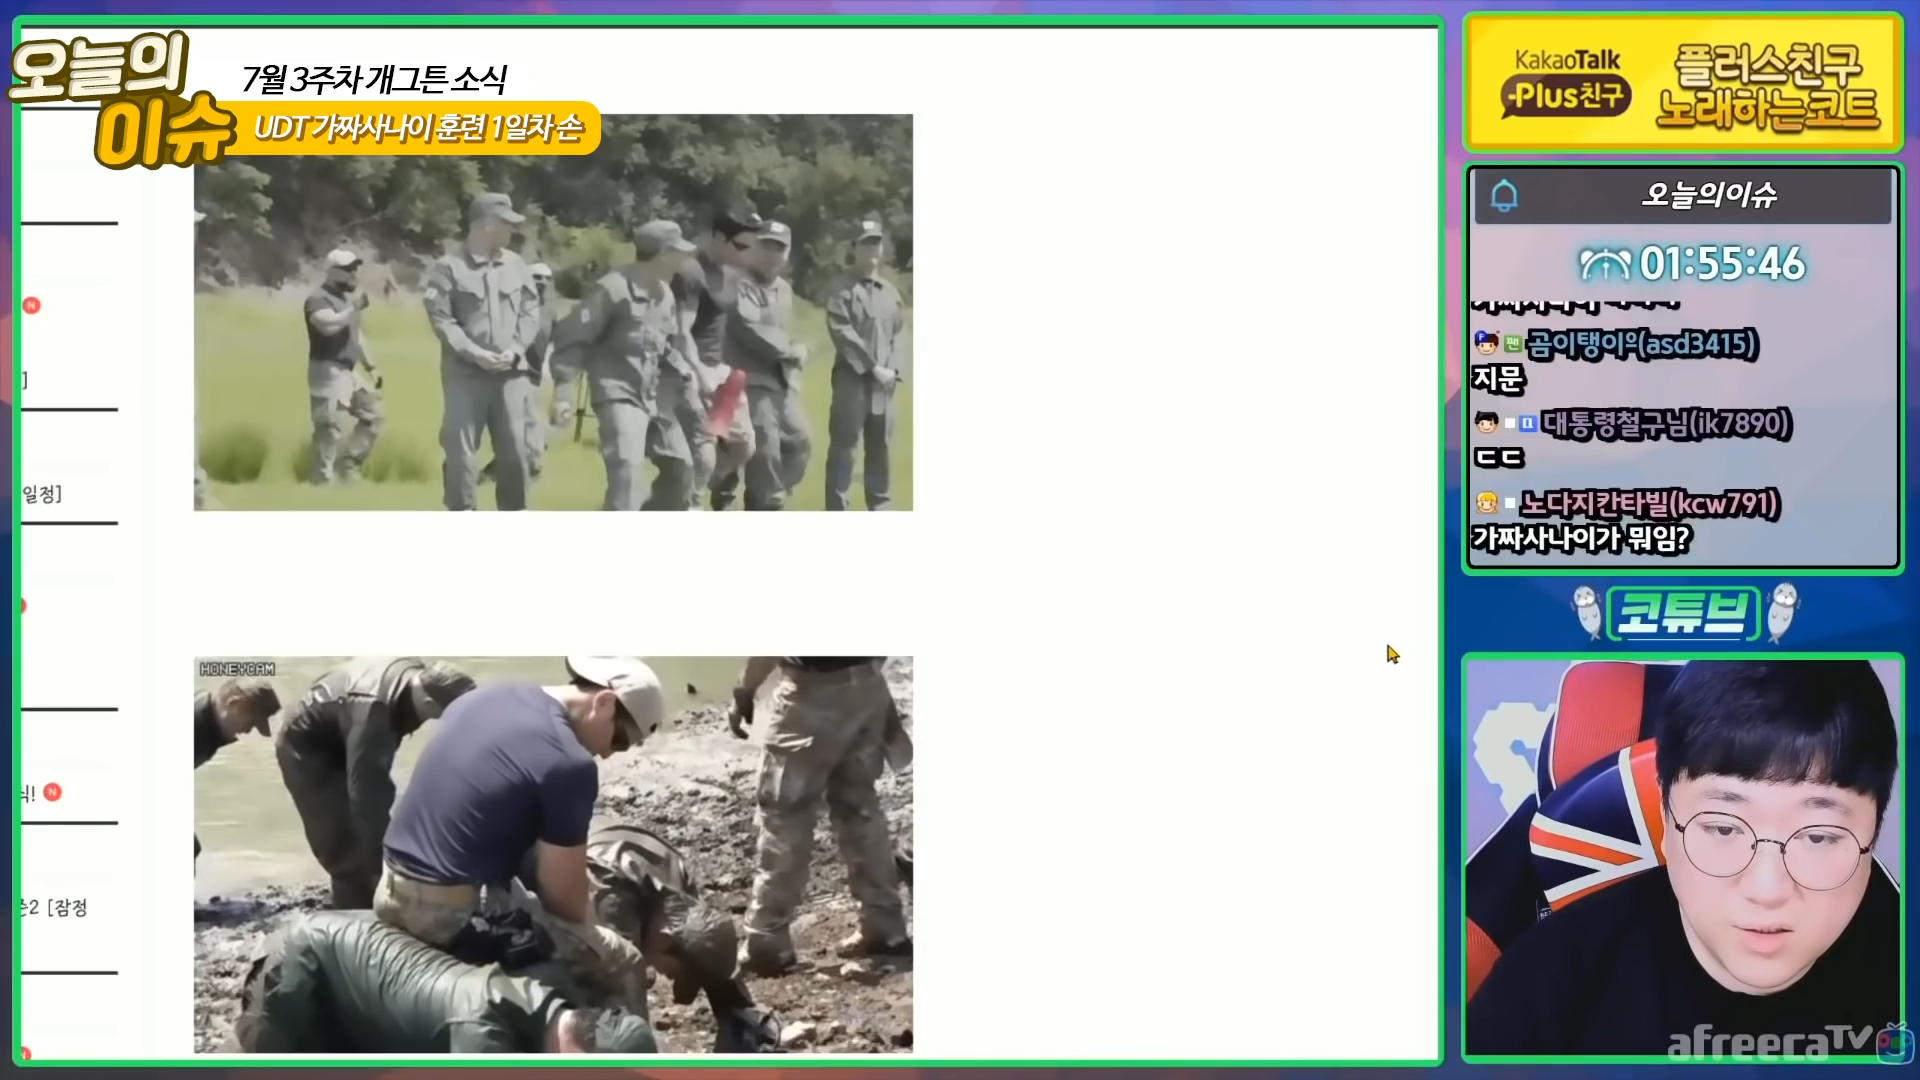 오늘의
이슈
7월 3주차 개그튼 소식
UDT 가짜사나이 훈련 1일차 손
N
]
일정]
식! N
즌2 [잠정
HONEYCAM
KakaoTalk
Plus친구
플러스친구
노래하는코트
오늘의이슈
01:55:46
F 팬 곰이탱이º(asd3415)
지문
대통령철구님(ik7890)
ㄷㄷ
노다지칸타빌(kcw791)
가짜사나이가 뭐임?
코튜브
afreecaTV